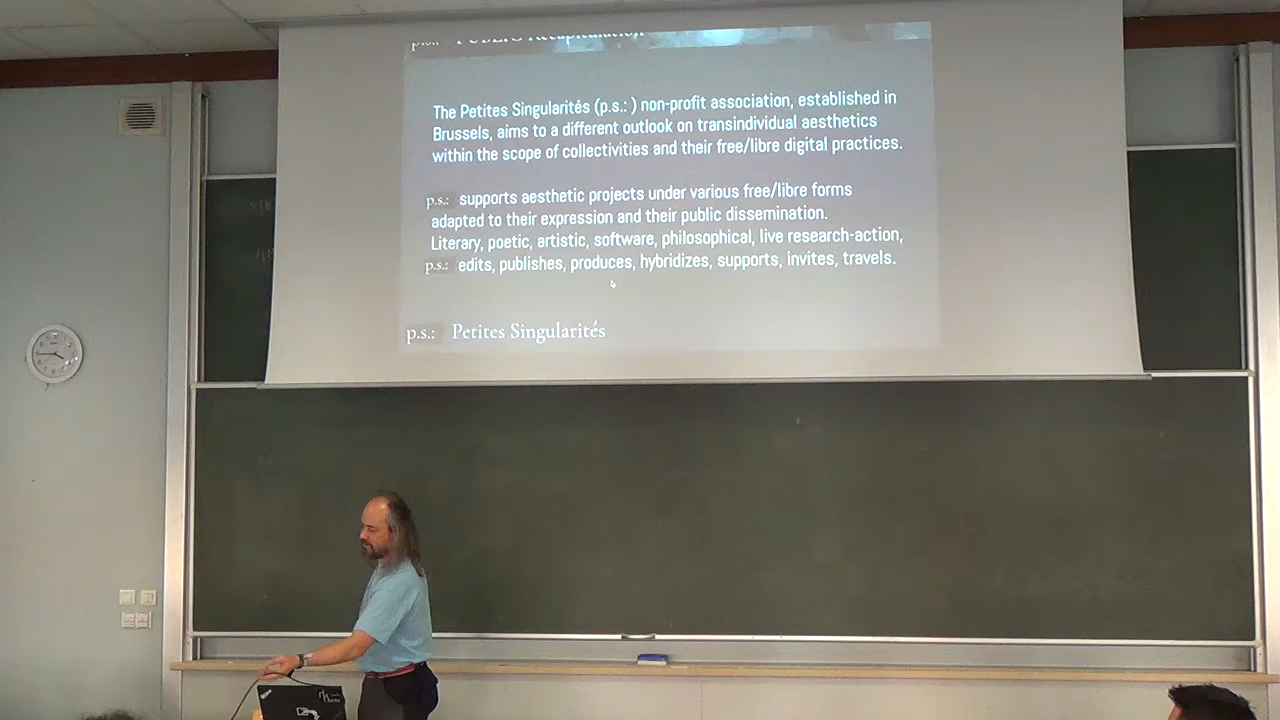 p.s.: PUBLIC Recapitulation
The Petites Singularités (p.s.: ) non-profit association, established in
Brussels, aims to a different outlook on transindividual aesthetics
within the scope of collectivities and their free/libre digital practices.
p.s.: supports aesthetic projects under various free/libre forms
adapted to their expression and their public dissemination.
Literary, poetic, artistic, software, philosophical, live research-action,
p.s.: edits, publishes, produces, hybridizes, supports, invites, travels.
p.s.: Petites Singularités